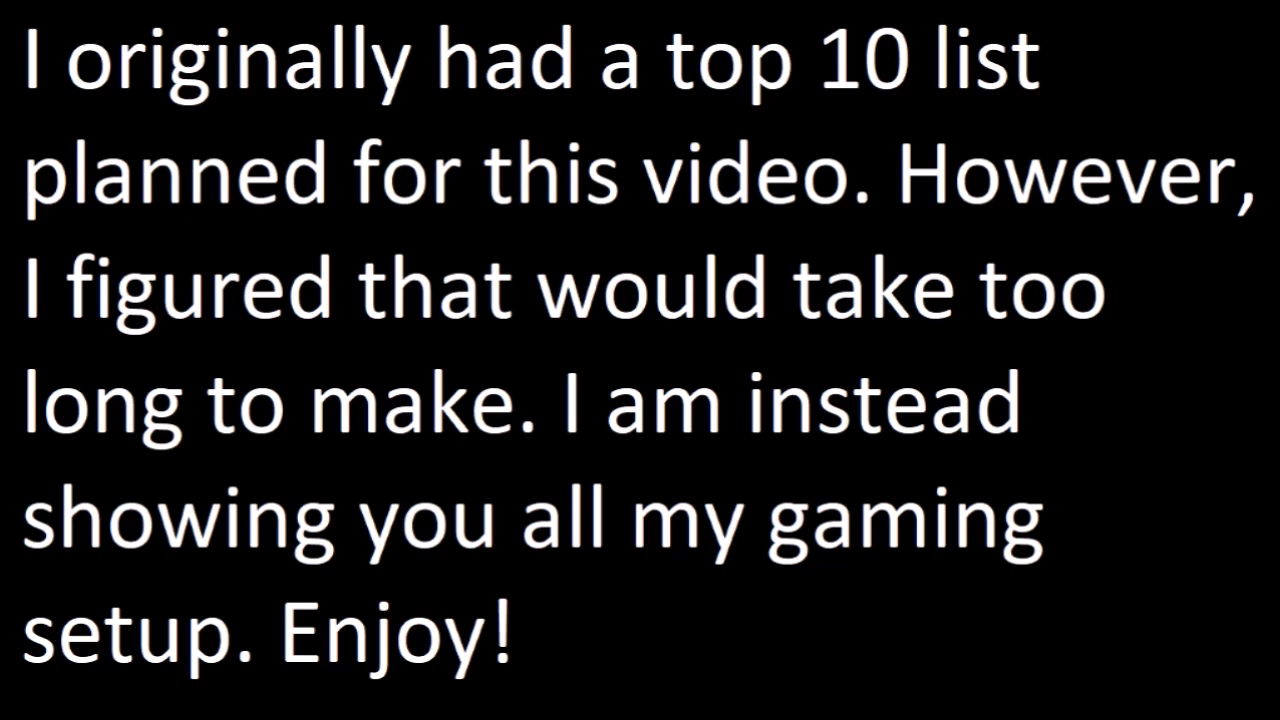 I originally had a top 10 list
planned for this video. However,
I figured that would take too
long to make. I am instead
showing you all my gaming
setup. Enjoy!